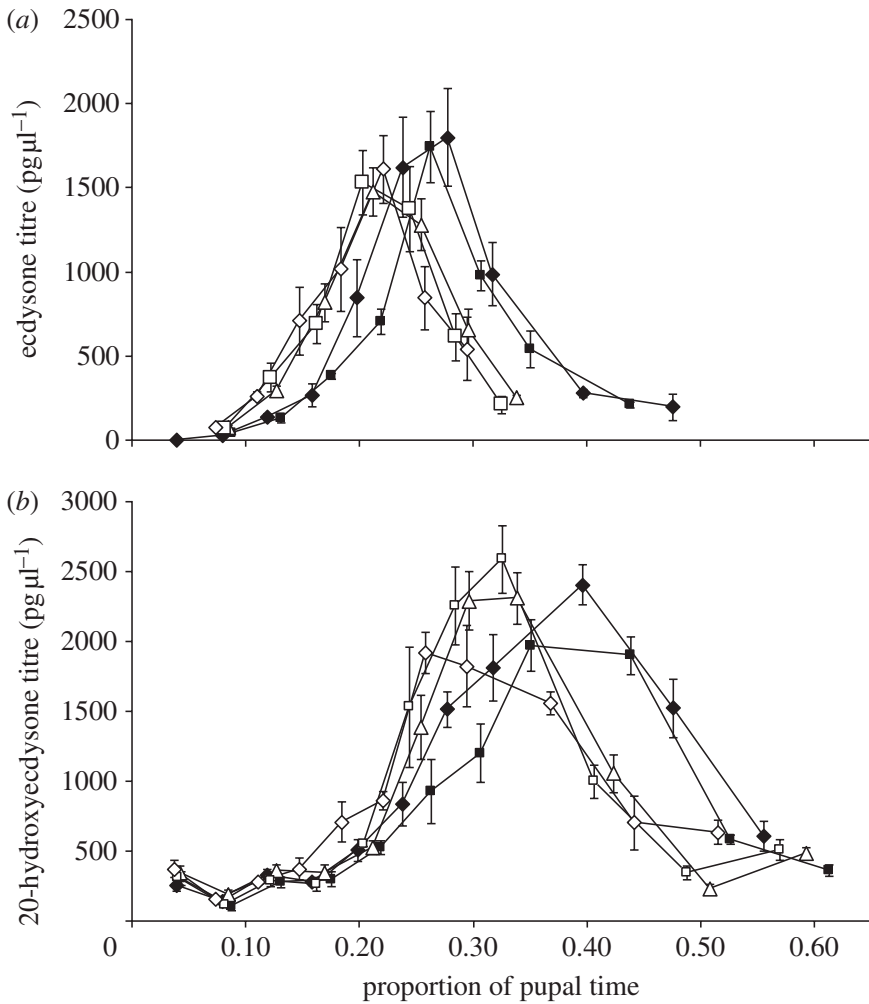 (a)
2500
2000
1500
1000
500
0
ecdysone titre (pg µl⁻¹)
(b)
3000
2500
2000
1500
1000
500
20-hydroxyecdysone titre (pg µl⁻¹)
0 0.10 0.20 0.30 0.40 0.50 0.60
proportion of pupal time